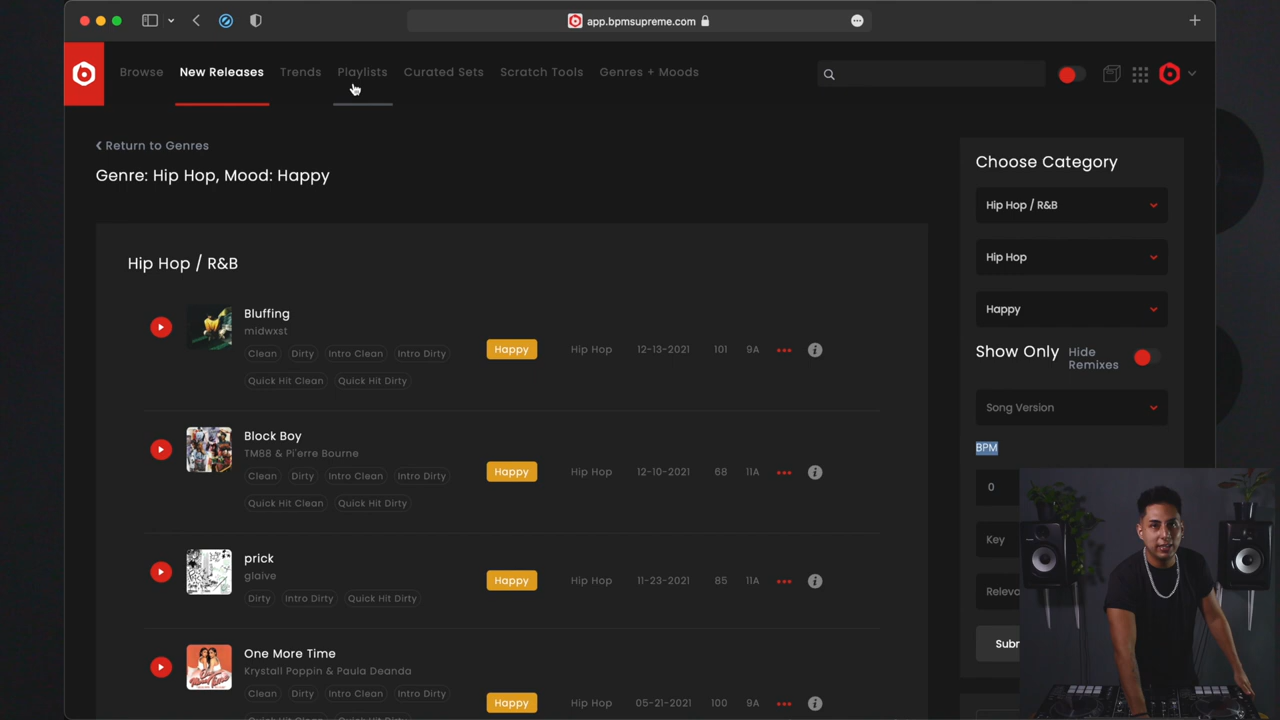 app.bpmsupreme.com
Browse New Releases Trends Playlists Curated Sets Scratch Tools Genres + Moods
Return to Genres
Genre: Hip Hop, Mood: Happy
Hip Hop / R&B
Bluffing
midwxst
Clean Dirty Intro Clean Intro Dirty
Quick Hit Clean Quick Hit Dirty
Happy Hip Hop 12-13-2021 101 9A
Block Boy
TM88 & Pi'erre Bourne
Clean Dirty Intro Clean Intro Dirty
Quick Hit Clean Quick Hit Dirty
Happy Hip Hop 12-10-2021 68 11A
prick
glaive
Dirty Intro Dirty Quick Hit Dirty
Happy Hip Hop 11-23-2021 85 11A
One More Time
Krystall Poppin & Paula Deanda
Clean Dirty Intro Clean Intro Dirty
Happy Hip Hop 05-21-2021 100 9A
Choose Category
Hip Hop / R&B
Hip Hop
Happy
Show Only
Hide
Remixes
Song Version
BPM
0
Key
Releva
Subm